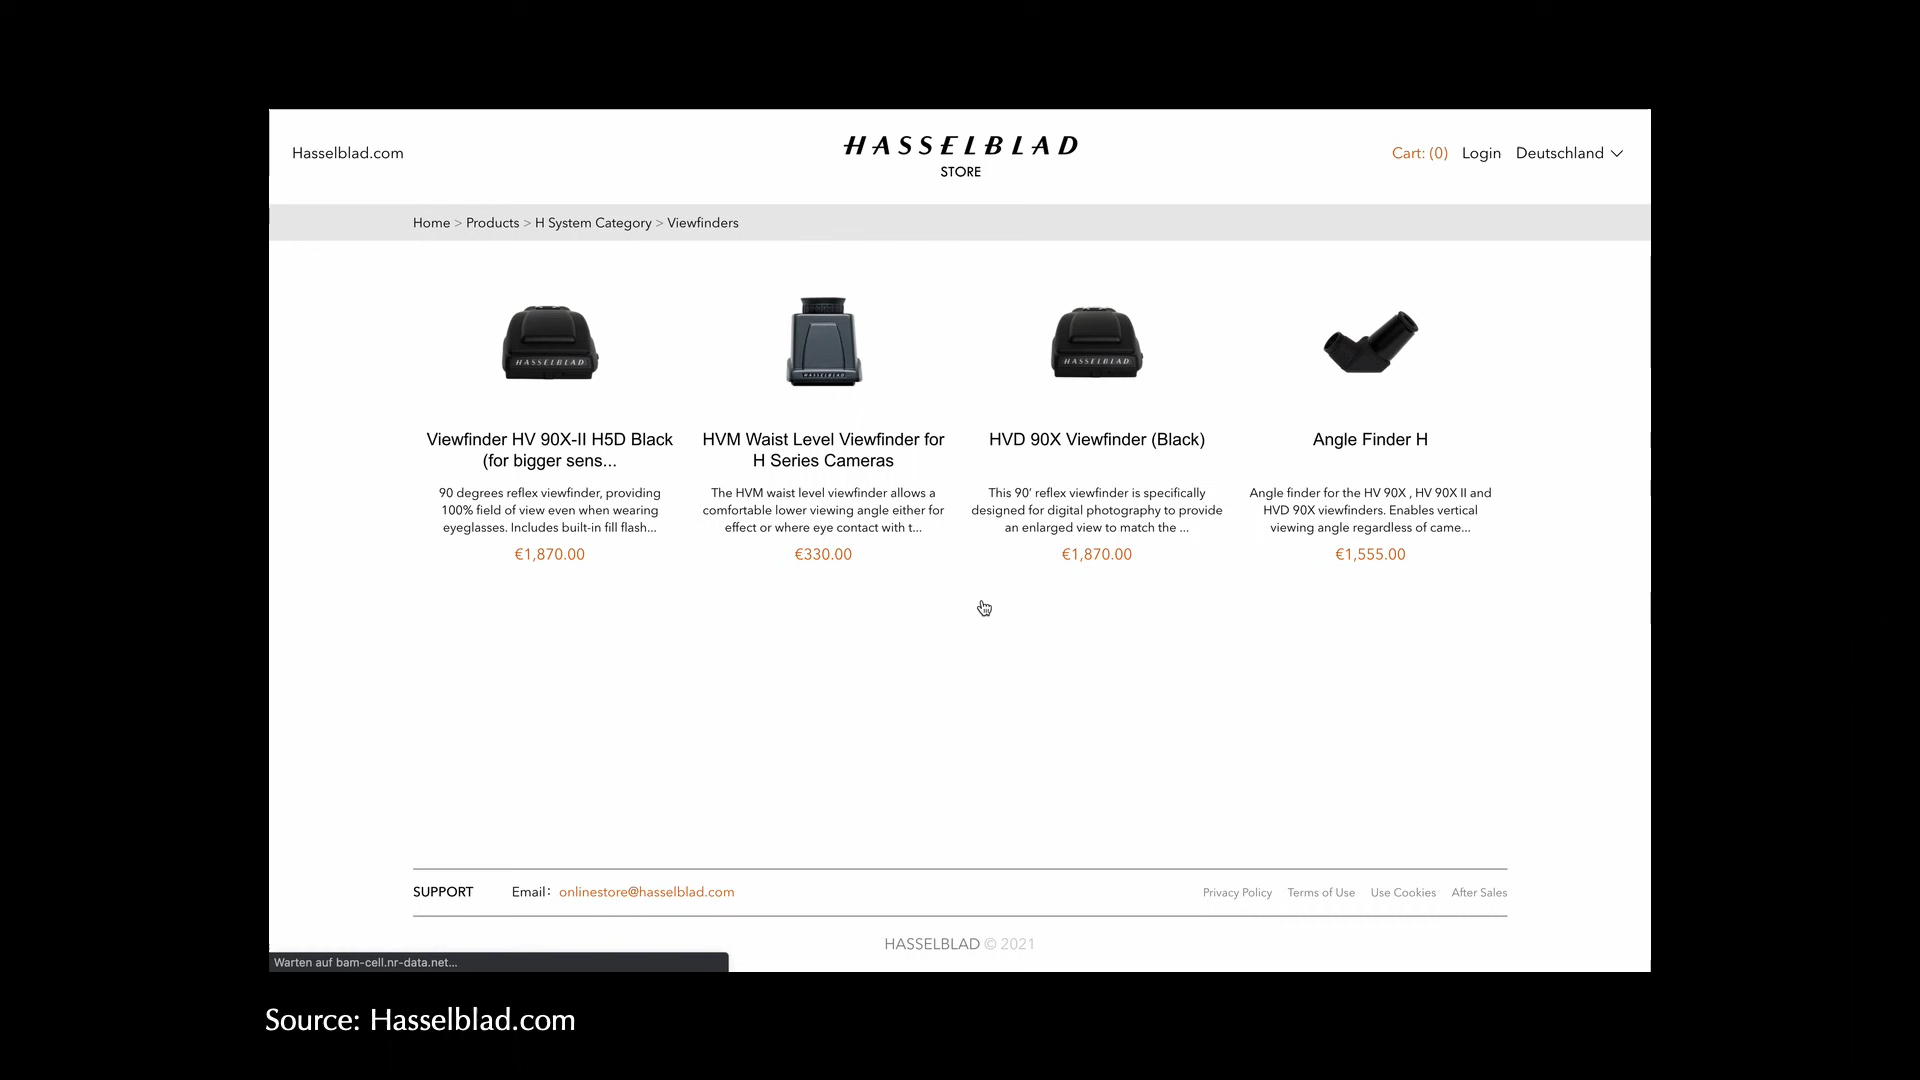 Hasselblad.com
HASSELBLAD
STORE
Cart: (0) Login Deutschland
Home > Products > H System Category > Viewfinders
HASSELBLAD
HASSELBLAD
HASSELBLAD
Viewfinder HV 90X-II H5D Black
(for bigger sens...
90 degrees reflex viewfinder, providing
100% field of view even when wearing
eyeglasses. Includes built-in fill flash...
€1,870.00
HVM Waist Level Viewfinder for
H Series Cameras
The HVM waist level viewfinder allows a
comfortable lower viewing angle either for
effect or where eye contact with t...
€330.00
HVD 90X Viewfinder (Black)
This 90’ reflex viewfinder is specifically
designed for digital photography to provide
an enlarged view to match the ...
€1,870.00
Angle Finder H
Angle finder for the HV 90X , HV 90X II and
HVD 90X viewfinders. Enables vertical
viewing angle regardless of came...
€1,555.00
SUPPORT Email： onlinestore@hasselblad.com
Privacy Policy Terms of Use Use Cookies After Sales
HASSELBLAD © 2021
Warten auf bam-cell.nr-data.net...
Source: Hasselblad.com